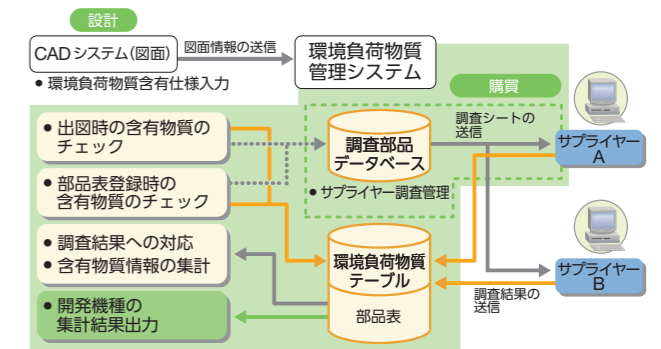 設計
CADシステム(図面)
図面情報の送信
環境負荷物質
管理システム
● 環境負荷物質含有仕様入力
購買
● 出図時の含有物質の
チェック
● 部品表登録時の
含有物質のチェック
調査部品
データベース
● サプライヤー調査管理
調査シートの
送信
サプライヤー
A
● 調査結果への対応
● 含有物質情報の集計
環境負荷物質
テーブル
部品表
サプライヤー
B
調査結果の
送信
● 開発機種の
集計結果出力